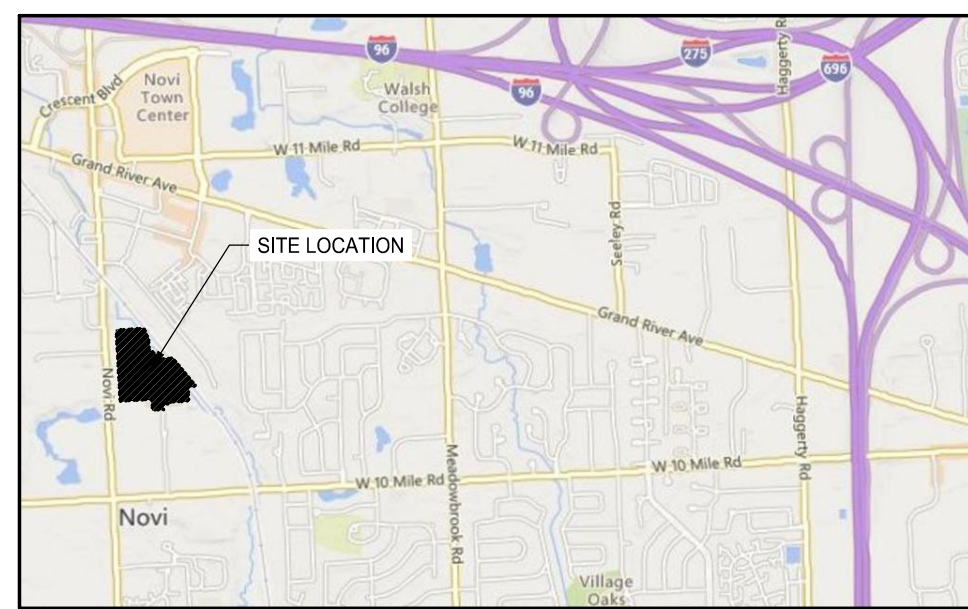 96
275
696
96
Haggerty Rd
Crescent Blvd
Novi
Town
Center
Walsh
College
W 11 Mile Rd
W 11 Mile Rd
Grand River Ave
Seeley Rd
SITE LOCATION
Grand River Ave
Novi Rd
Haggerty Rd
Meadowbrook Rd
W 10 Mile Rd
W 10 Mile Rd
Novi
Village
Oaks